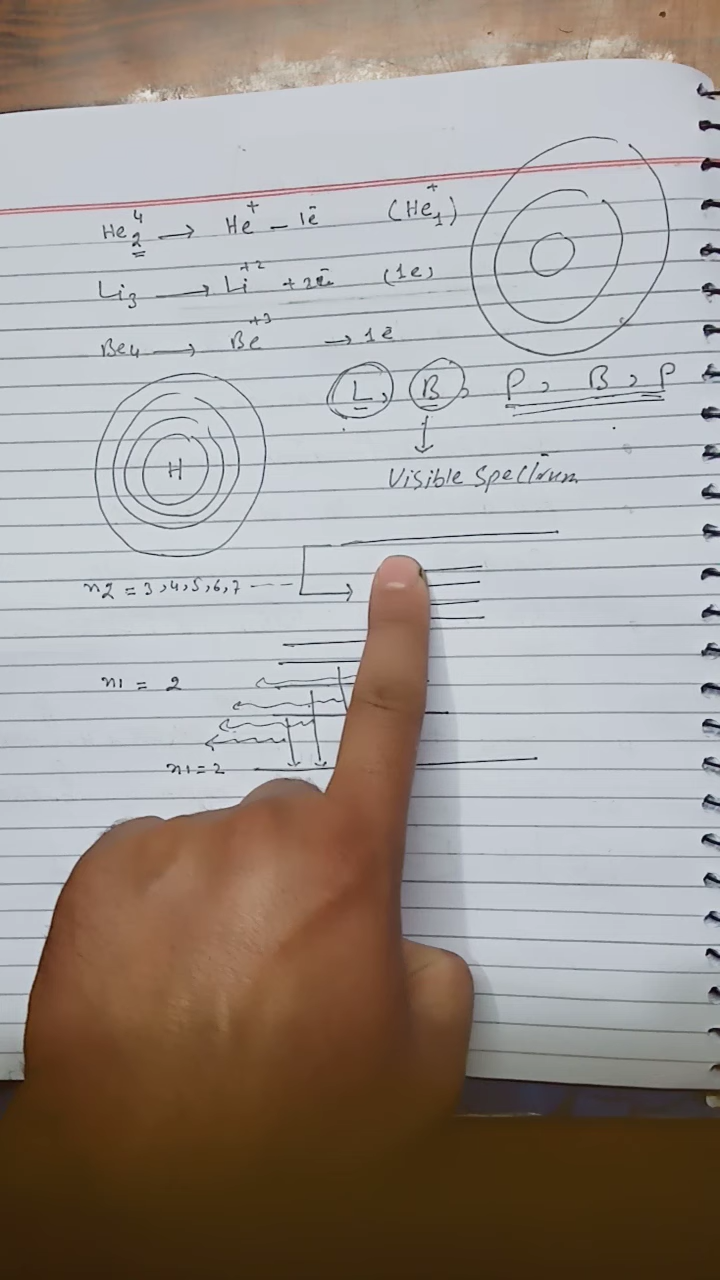 He₂⁴ → He⁺ – 1ē (He₁⁺)
Li₃ → Li⁺² + 2ē (1e)
Be₄ → Be⁺³ → 1ē
L, B, P, B, P
H
Visible Spectrum
n2 = 3,4,5,6,7 ---
n1 = 2
n1=2